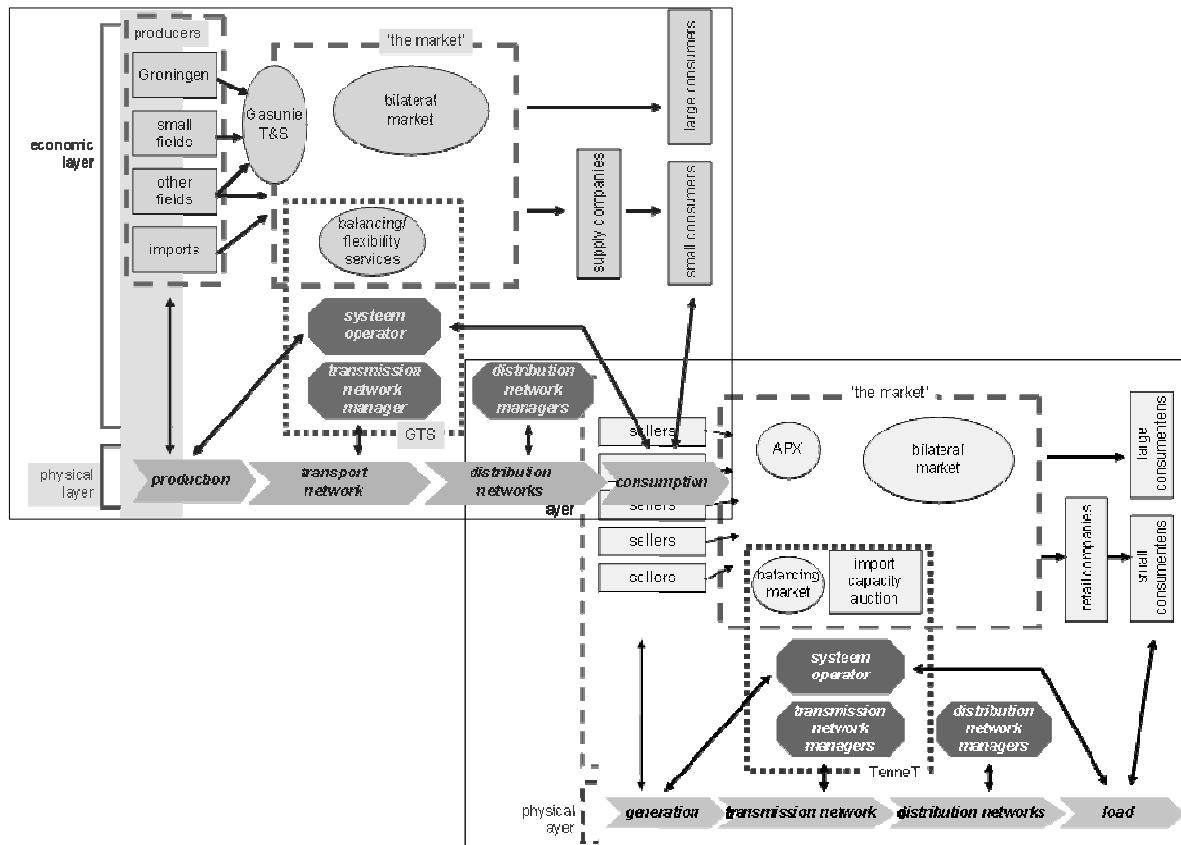 producers
'the market'
Groningen
small
fields
other
fields
imports
Gasunie
T&S
bilateral
market
large consumers
economic
layer
balancing/
flexibility
services
supply companies
small consumers
systeem
operator
transmission
network
manager
distribution
network
managers
GTS
physical
layer
production
transport
network
distribution
networks
consumption
'the market'
sellers
sellers
sellers
sellers
ayer
APX
bilateral
market
large
consumentens
balancing
market
import
capacity
auction
retail companies
small
consumentens
systeem
operator
transmission
network
managers
distribution
network
managers
TenneT
physical
layer
generation
transmission network
distribution networks
load